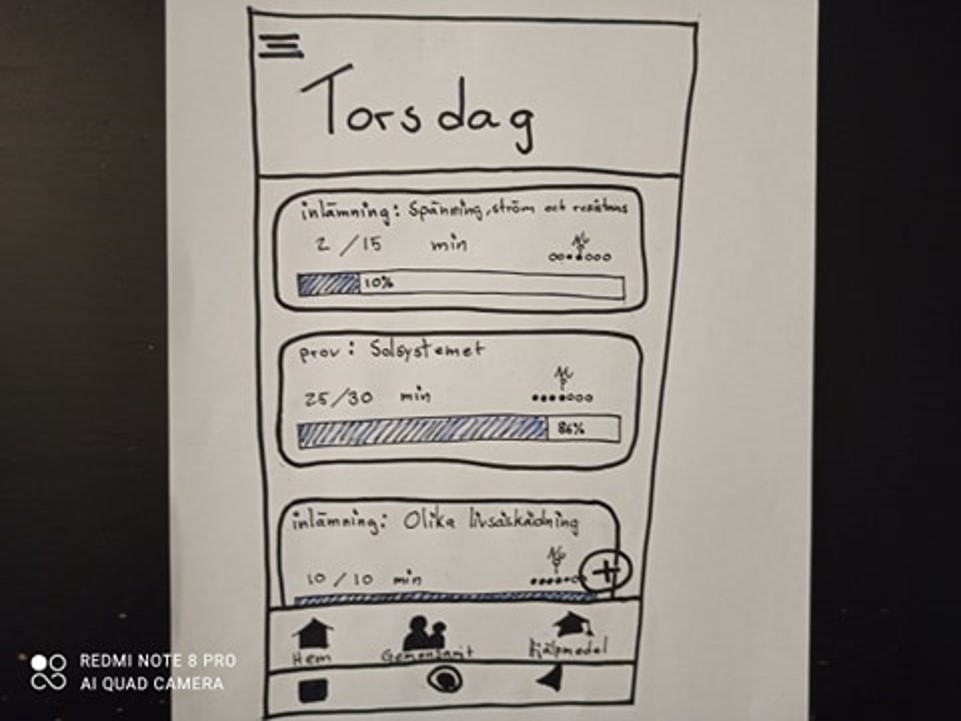 Torsdag
inlämning: Spänning, ström och resistans
2 /15 min
10%
prov: Solsystemet
25/30 min
86%
inlämning: Olika livsåskådning
10 / 10 min
+
Hem Gemensamt Hjälpmedel
REDMI NOTE 8 PRO
AI QUAD CAMERA